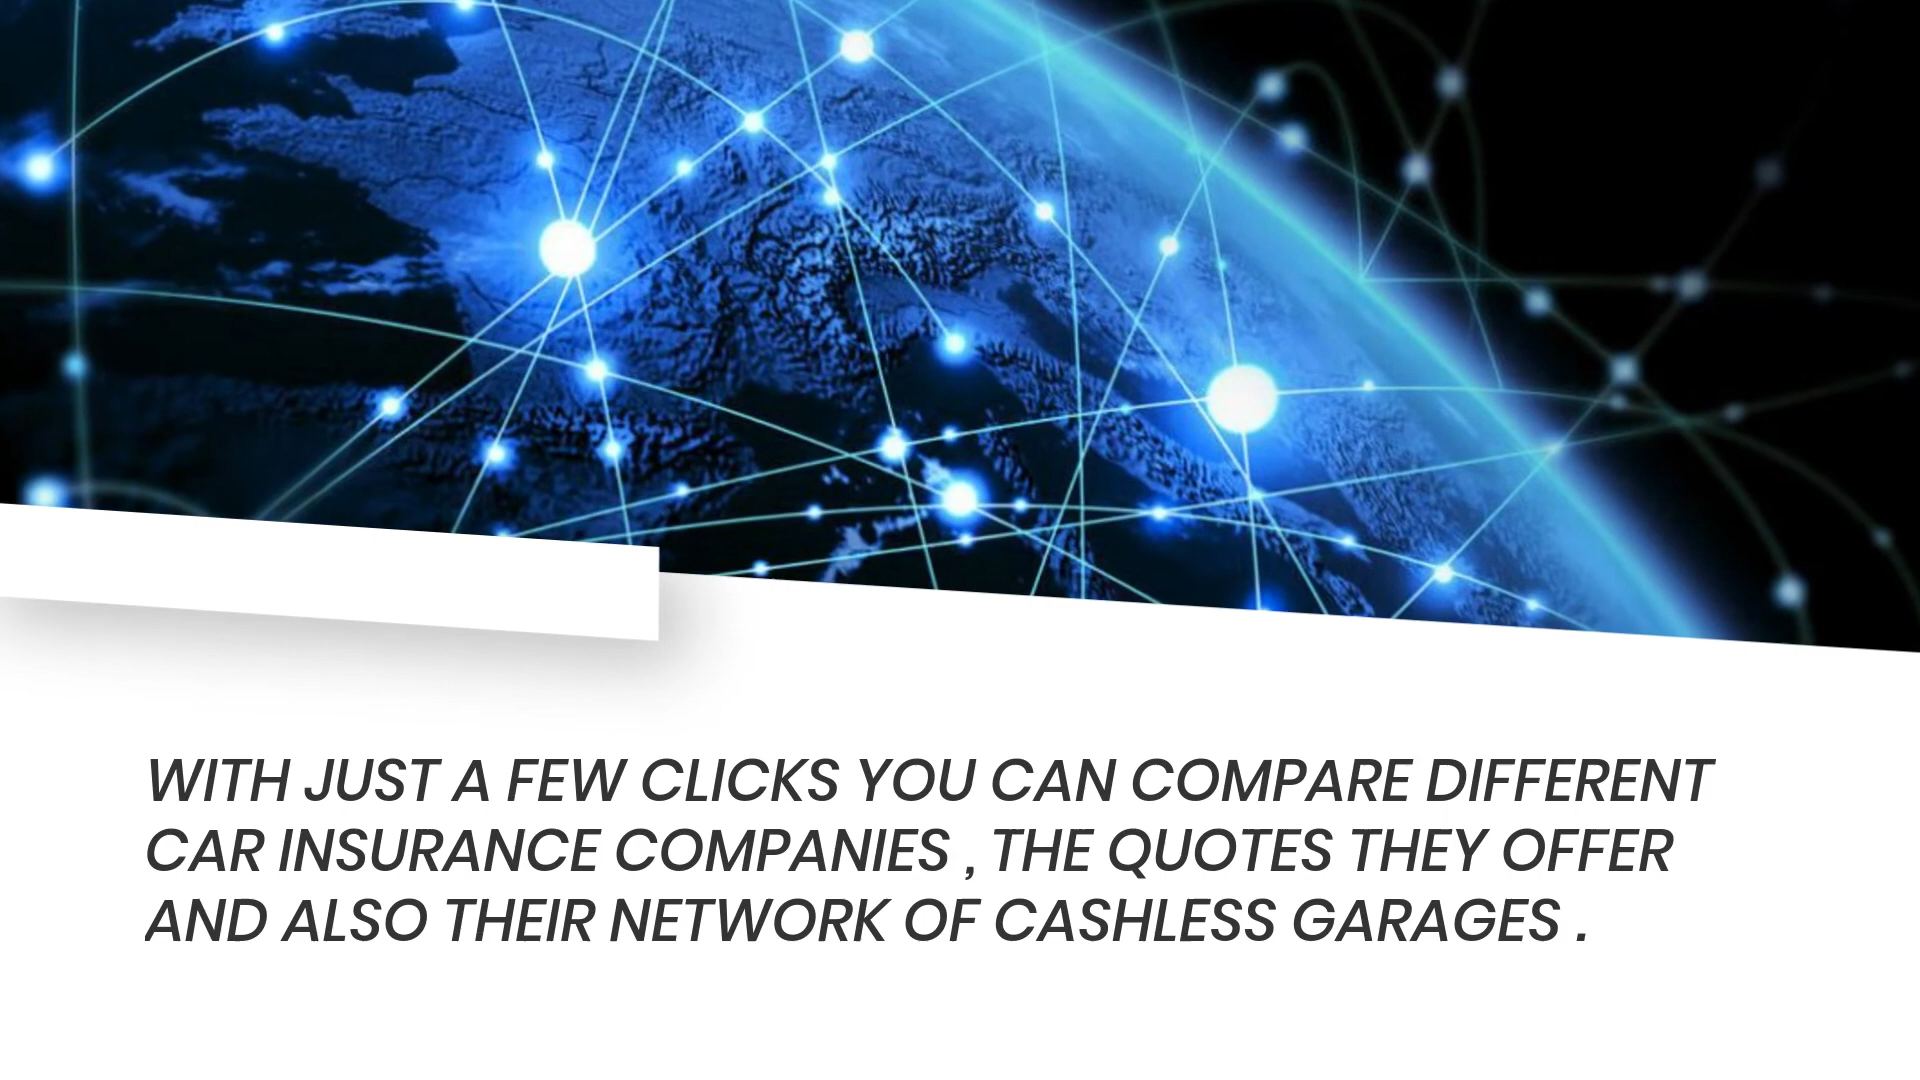 WITH JUST A FEW CLICKS YOU CAN COMPARE DIFFERENT
CAR INSURANCE COMPANIES , THE QUOTES THEY OFFER
AND ALSO THEIR NETWORK OF CASHLESS GARAGES .